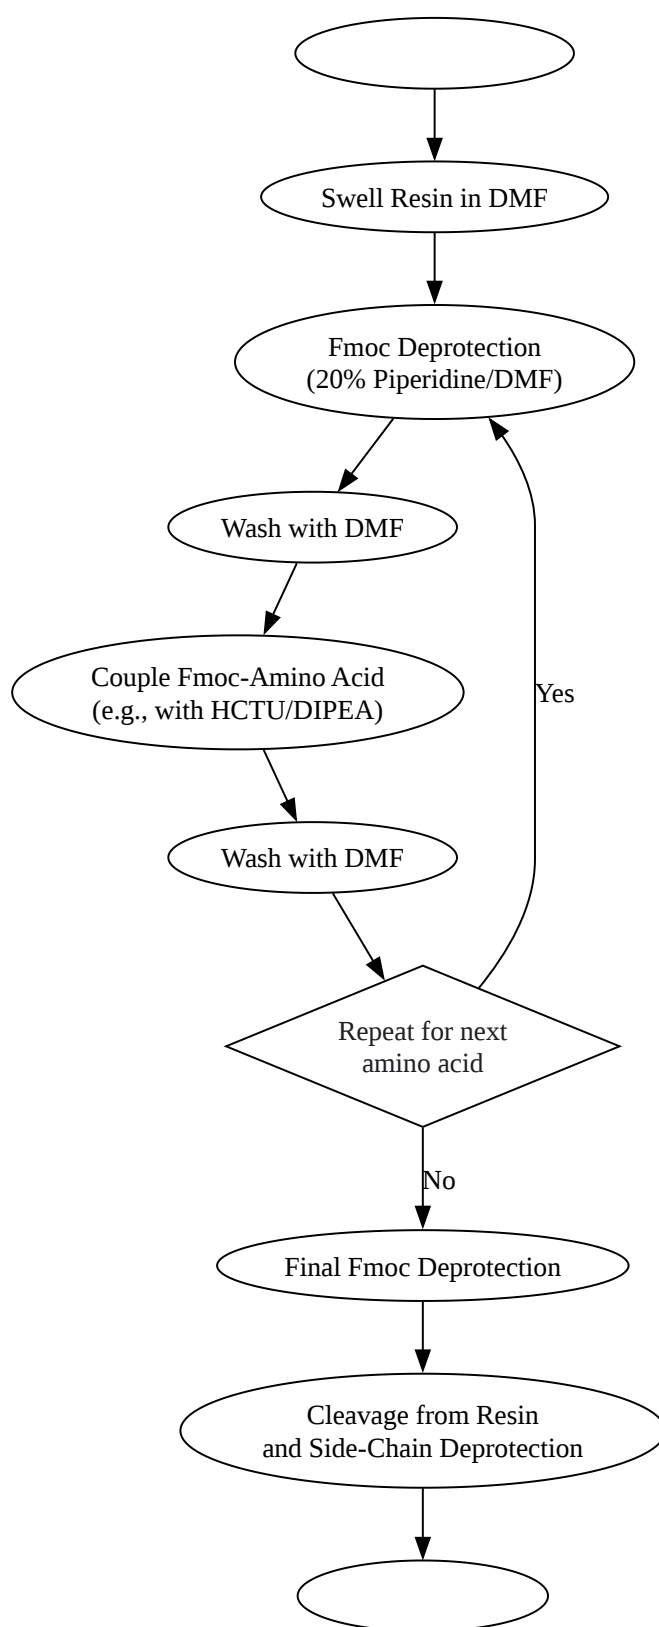 Swell Resin in DMF
Fmoc Deprotection
(20% Piperidine/DMF)
Wash with DMF
Couple Fmoc-Amino Acid
(e.g., with HCTU/DIPEA)
Yes
Wash with DMF
Repeat for next
amino acid
No
Final Fmoc Deprotection
Cleavage from Resin
and Side-Chain Deprotection